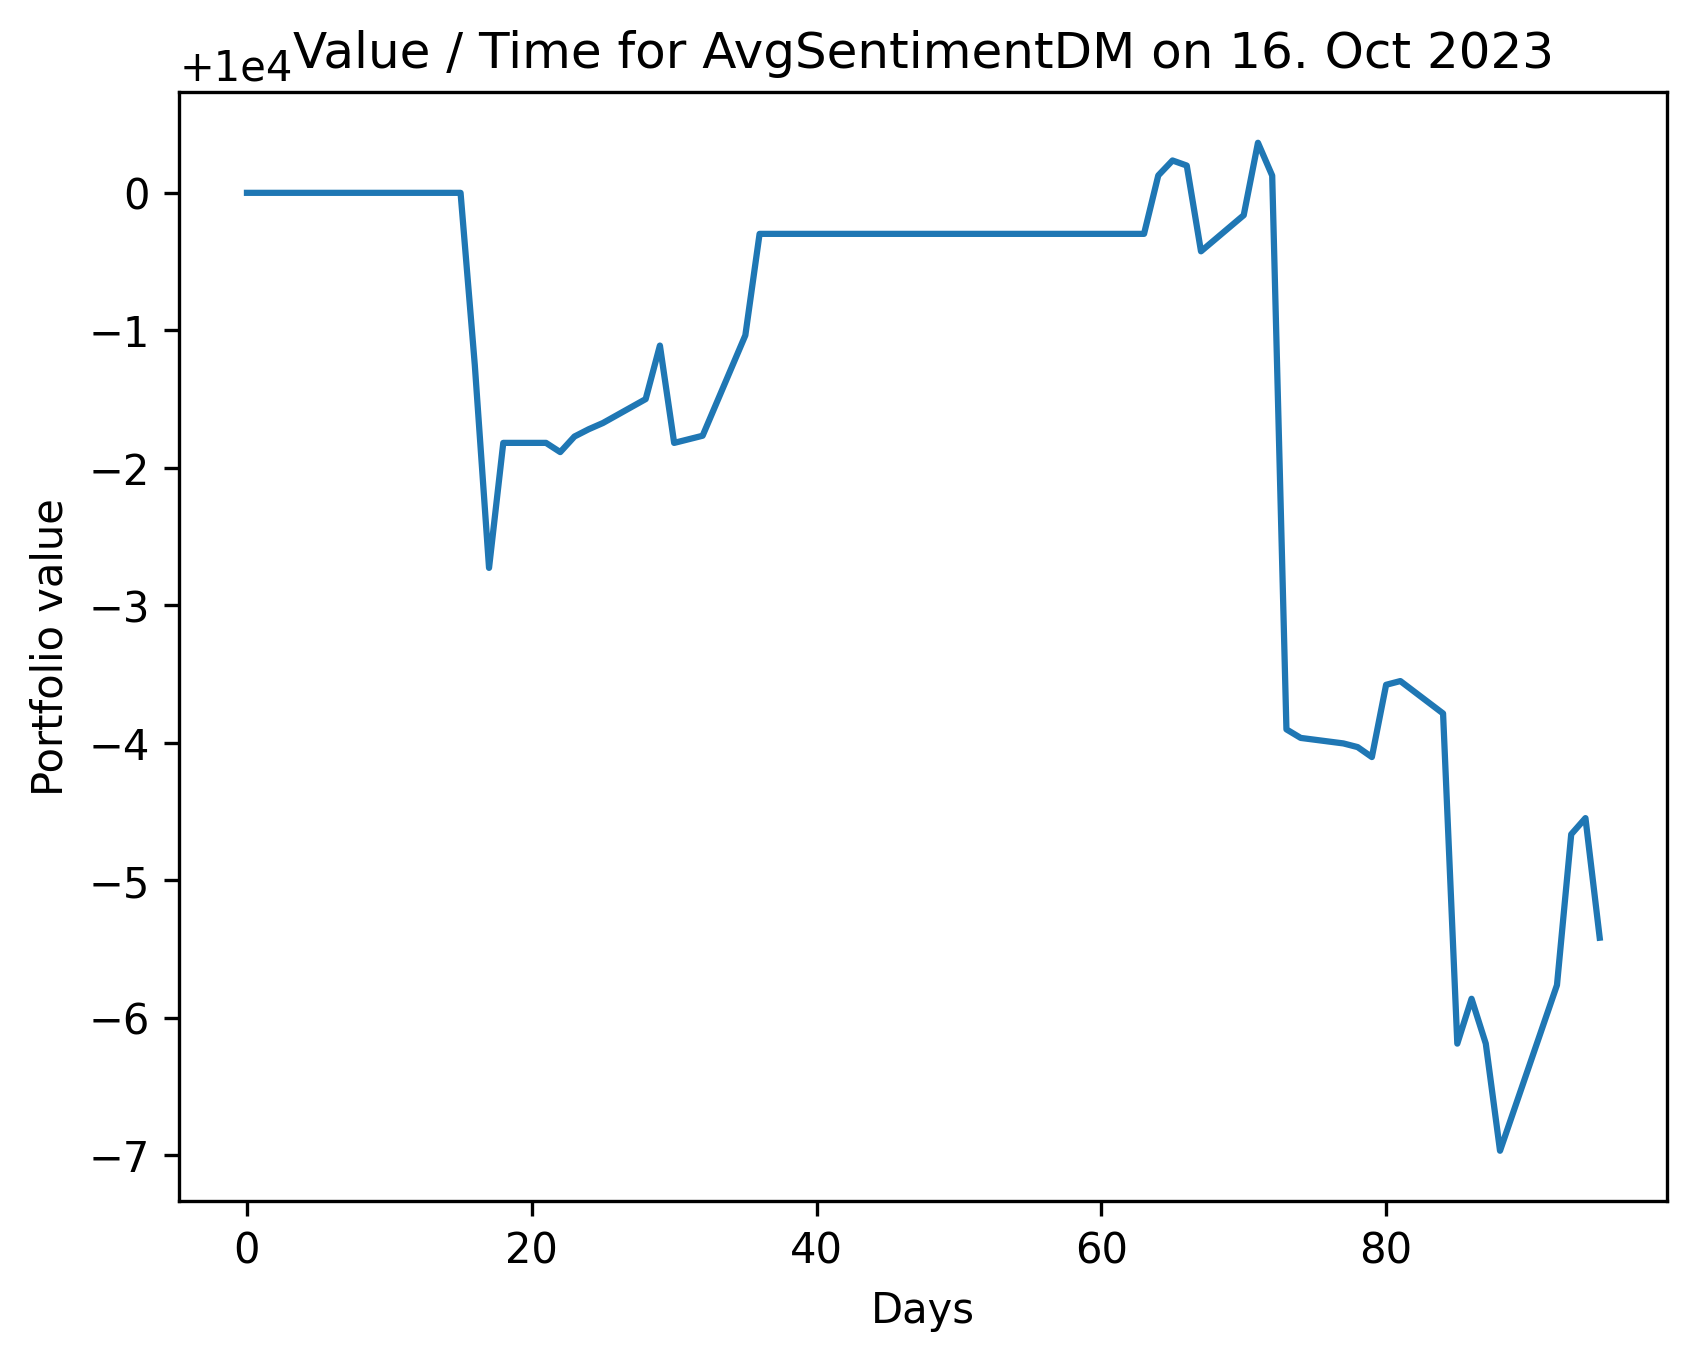 Value / Time for AvgSentimentDM on 16. Oct 2023
+1e4
0
−1
−2
−3
−4
−5
−6
−7
Portfolio value
0 20 40 60 80
Days